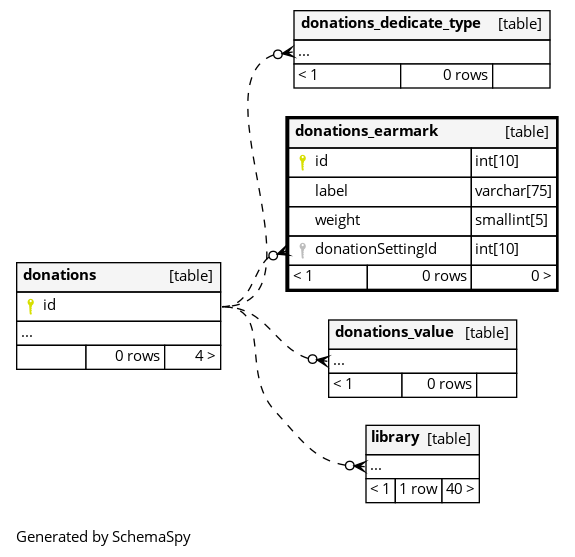 donations_dedicate_type [table]
...
< 1 0 rows
donations_earmark [table]
id int[10]
label varchar[75]
weight smallint[5]
donationSettingId int[10]
< 1 0 rows 0 >
donations [table]
id
...
0 rows 4 >
donations_value [table]
...
< 1 0 rows
library [table]
...
< 1 1 row 40 >
Generated by SchemaSpy